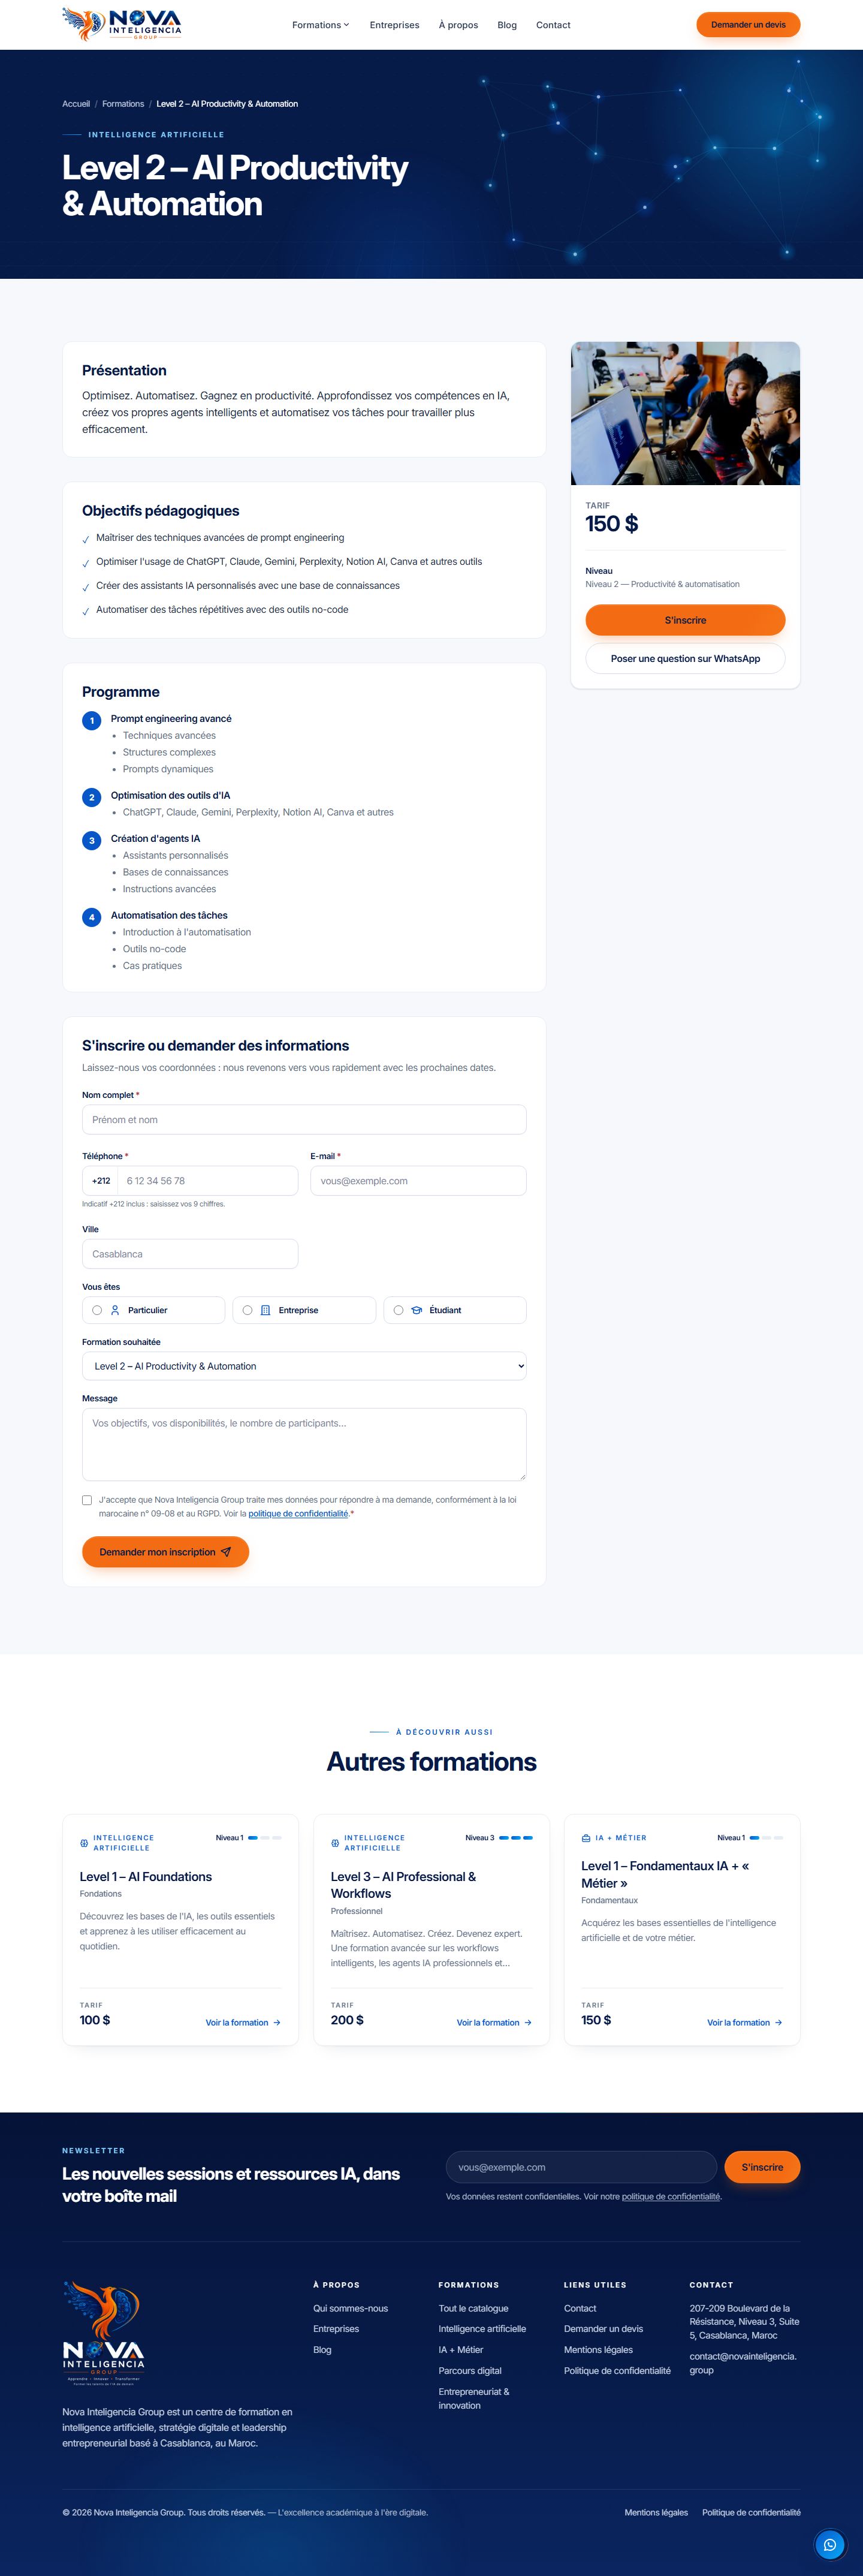 NOVA
INTELIGENCIA
GROUP
Formations
Entreprises
À propos
Blog
Contact
Demander un devis
Accueil / Formations / Level 2 – AI Productivity & Automation
INTELLIGENCE ARTIFICIELLE
Level 2 – AI Productivity
& Automation
Présentation
Optimisez. Automatisez. Gagnez en productivité. Approfondissez vos compétences en IA,
créez vos propres agents intelligents et automatisez vos tâches pour travailler plus
efficacement.
Objectifs pédagogiques
Maîtriser des techniques avancées de prompt engineering
Optimiser l'usage de ChatGPT, Claude, Gemini, Perplexity, Notion AI, Canva et autres outils
Créer des assistants IA personnalisés avec une base de connaissances
Automatiser des tâches répétitives avec des outils no-code
TARIF
150 $
Niveau
Niveau 2 — Productivité & automatisation
S'inscrire
Poser une question sur WhatsApp
Programme
1 Prompt engineering avancé
• Techniques avancées
• Structures complexes
• Prompts dynamiques
2 Optimisation des outils d'IA
• ChatGPT, Claude, Gemini, Perplexity, Notion AI, Canva et autres
3 Création d'agents IA
• Assistants personnalisés
• Bases de connaissances
• Instructions avancées
4 Automatisation des tâches
• Introduction à l'automatisation
• Outils no-code
• Cas pratiques
S'inscrire ou demander des informations
Laissez-nous vos coordonnées : nous revenons vers vous rapidement avec les prochaines dates.
Nom complet *
Prénom et nom
Téléphone *
+212 6 12 34 56 78
Indicatif +212 inclus : saisissez vos 9 chiffres.
E-mail *
vous@exemple.com
Ville
Casablanca
Vous êtes
Particulier
Entreprise
Étudiant
Formation souhaitée
Level 2 – AI Productivity & Automation
Message
Vos objectifs, vos disponibilités, le nombre de participants…
J'accepte que Nova Inteligencia Group traite mes données pour répondre à ma demande, conformément à la loi
marocaine n° 09-08 et au RGPD. Voir la politique de confidentialité.*
Demander mon inscription
À DÉCOUVRIR AUSSI
Autres formations
INTELLIGENCE
ARTIFICIELLE
Niveau 1
Level 1 – AI Foundations
Fondations
Découvrez les bases de l'IA, les outils essentiels
et apprenez à les utiliser efficacement au
quotidien.
TARIF
100 $
Voir la formation →
INTELLIGENCE
ARTIFICIELLE
Niveau 3
Level 3 – AI Professional &
Workflows
Professionnel
Maîtrisez. Automatisez. Créez. Devenez expert.
Une formation avancée sur les workflows
intelligents, les agents IA professionnels et…
TARIF
200 $
Voir la formation →
IA + MÉTIER
Niveau 1
Level 1 – Fondamentaux IA + «
Métier »
Fondamentaux
Acquérez les bases essentielles de l'intelligence
artificielle et de votre métier.
TARIF
150 $
Voir la formation →
NEWSLETTER
Les nouvelles sessions et ressources IA, dans
votre boîte mail
vous@exemple.com
S'inscrire
Vos données restent confidentielles. Voir notre politique de confidentialité.
NOVA
INTELIGENCIA
GROUP
Apprendre • Innover • Transformer
Nova Inteligencia Group est un centre de formation en
intelligence artificielle, stratégie digitale et leadership
entrepreneurial basé à Casablanca, au Maroc.
À PROPOS
Qui sommes-nous
Entreprises
Blog
FORMATIONS
Tout le catalogue
Intelligence artificielle
IA + Métier
Parcours digital
Entrepreneuriat &
innovation
LIENS UTILES
Contact
Demander un devis
Mentions légales
Politique de confidentialité
CONTACT
207-209 Boulevard de la
Résistance, Niveau 3, Suite
5, Casablanca, Maroc
contact@novainteligencia.
group
© 2026 Nova Inteligencia Group. Tous droits réservés. — L'excellence académique à l'ère digitale.
Mentions légales
Politique de confidentialité